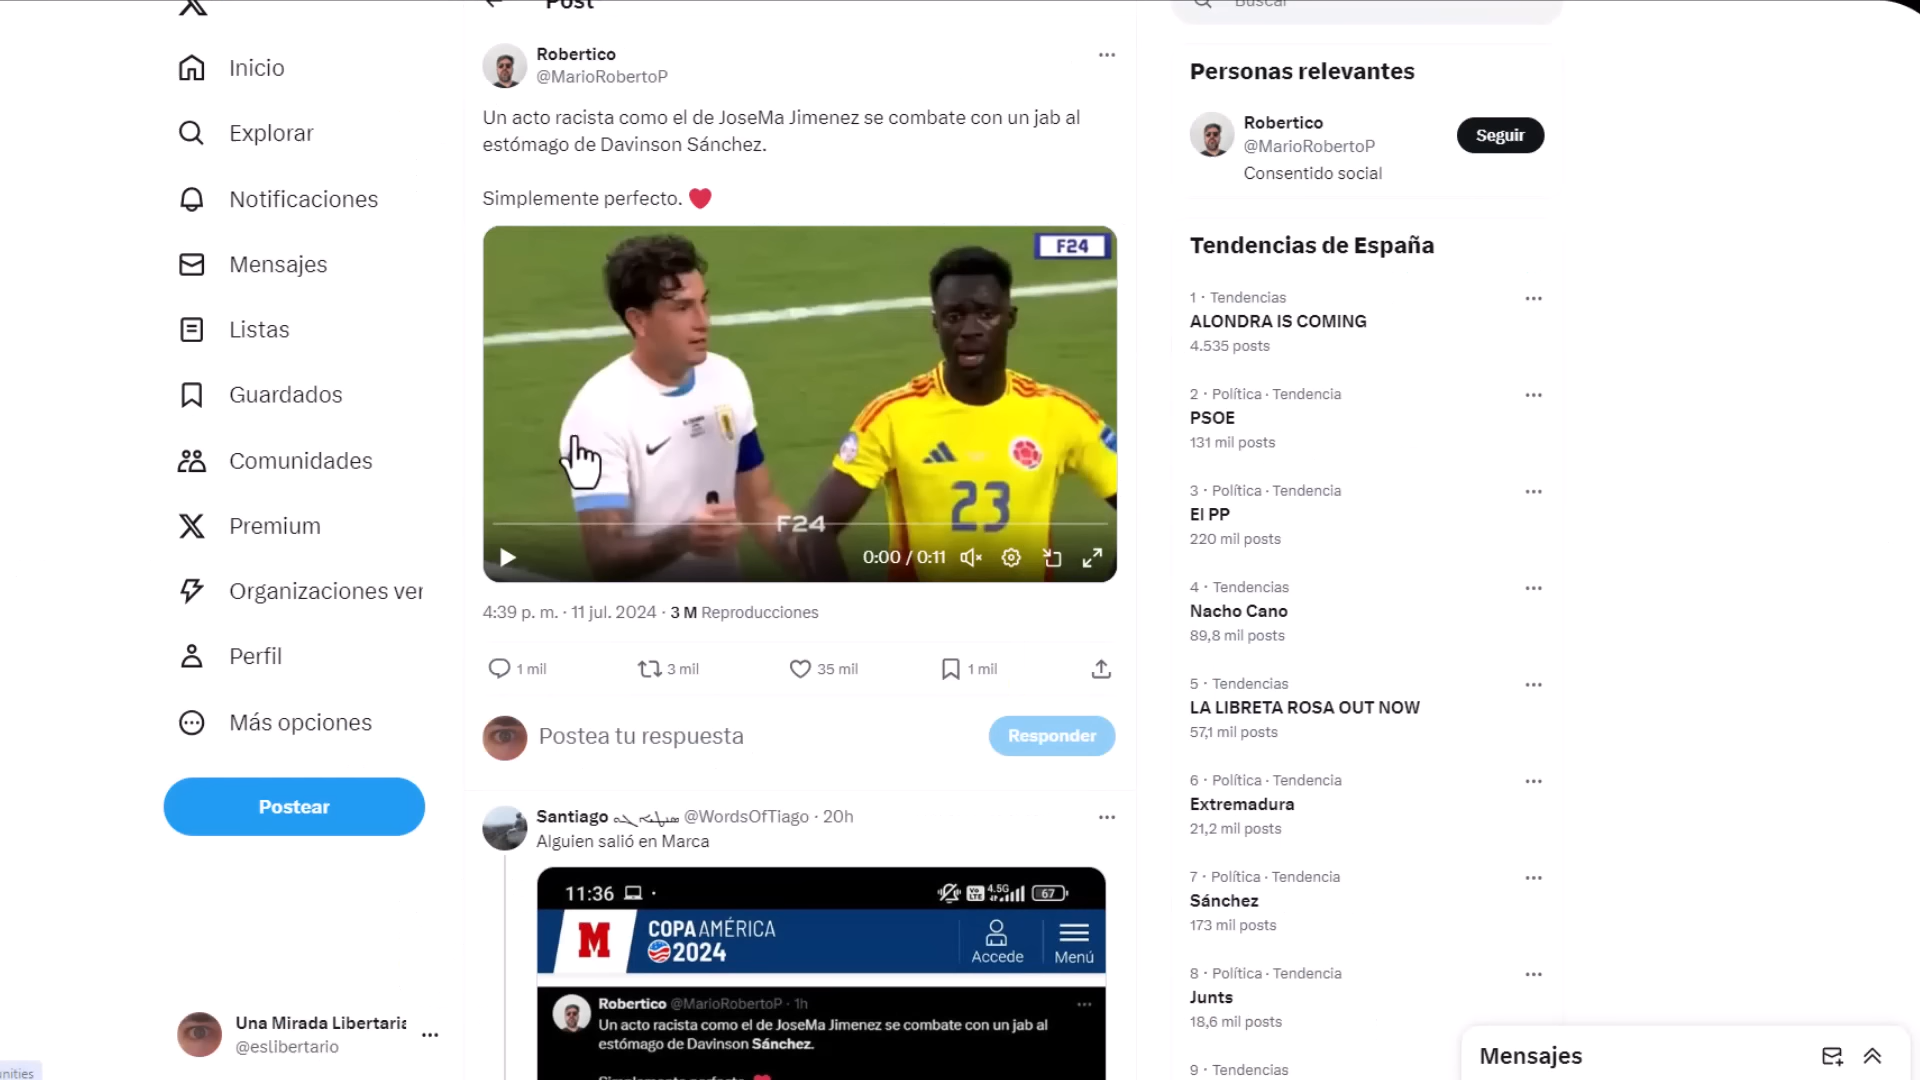 Post
Buscar
Inicio
Explorar
Notificaciones
Mensajes
Listas
Guardados
Comunidades
Premium
Organizaciones ver
Perfil
Más opciones
Postear
Una Mirada Libertaria
@eslibertario
unities
Robertico
@MarioRobertoP
Un acto racista como el de JoseMa Jimenez se combate con un jab al
estómago de Davinson Sánchez.
Simplemente perfecto. ❤️
F24
23
F24
0:00 / 0:11
4:39 p. m. · 11 jul. 2024 · 3 M Reproducciones
1 mil
3 mil
35 mil
1 mil
Postea tu respuesta
Responder
Santiago @WordsOfTiago · 20h
Alguien salió en Marca
11:36
4.5G
67
M
COPA AMÉRICA
2024
Accede
Menú
Robertico @MarioRobertoP · 1h
Un acto racista como el de JoseMa Jimenez se combate con un jab al
estómago de Davinson Sánchez.
Simplemente perfecto. ❤️
Personas relevantes
Robertico
@MarioRobertoP
Consentido social
Seguir
Tendencias de España
1 · Tendencias
ALONDRA IS COMING
4.535 posts
2 · Política · Tendencia
PSOE
131 mil posts
3 · Política · Tendencia
El PP
220 mil posts
4 · Tendencias
Nacho Cano
89,8 mil posts
5 · Tendencias
LA LIBRETA ROSA OUT NOW
57,1 mil posts
6 · Política · Tendencia
Extremadura
21,2 mil posts
7 · Política · Tendencia
Sánchez
173 mil posts
8 · Política · Tendencia
Junts
18,6 mil posts
9 · Tendencias
Mensajes